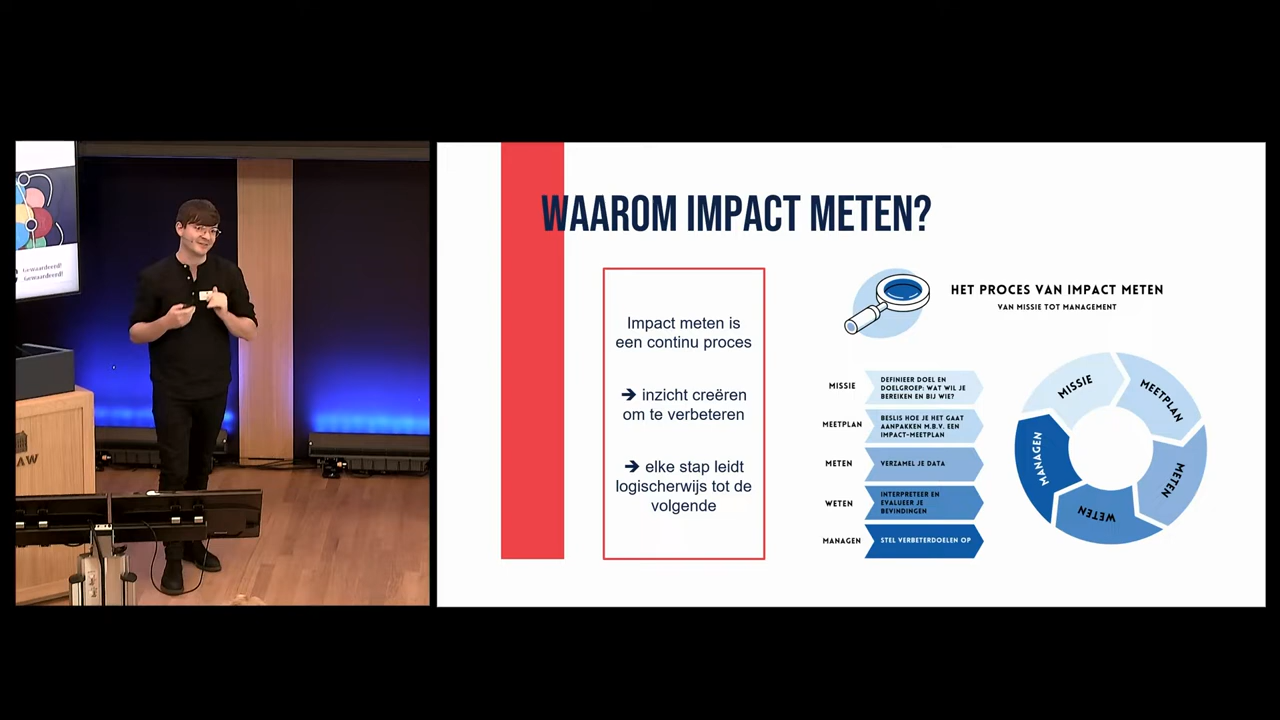 Gewaardeerd!
Gewaardeerd!
AW
WAAROM IMPACT METEN?
Impact meten is
een continu proces
➔ inzicht creëren
om te verbeteren
➔ elke stap leidt
logischerwijs tot de
volgende
HET PROCES VAN IMPACT METEN
VAN MISSIE TOT MANAGEMENT
MISSIE
DEFINIEER DOEL EN
DOELGROEP: WAT WIL JE
BEREIKEN EN BIJ WIE?
MEETPLAN
BESLIS HOE JE HET GAAT
AANPAKKEN M.B.V. EEN
IMPACT-MEETPLAN
METEN
VERZAMEL JE DATA
WETEN
INTERPRETEER EN
EVALUEER JE
BEVINDINGEN
MANAGEN
STEL VERBETERDOELEN OP
MISSIE
MEETPLAN
METEN
WETEN
MANAGEN